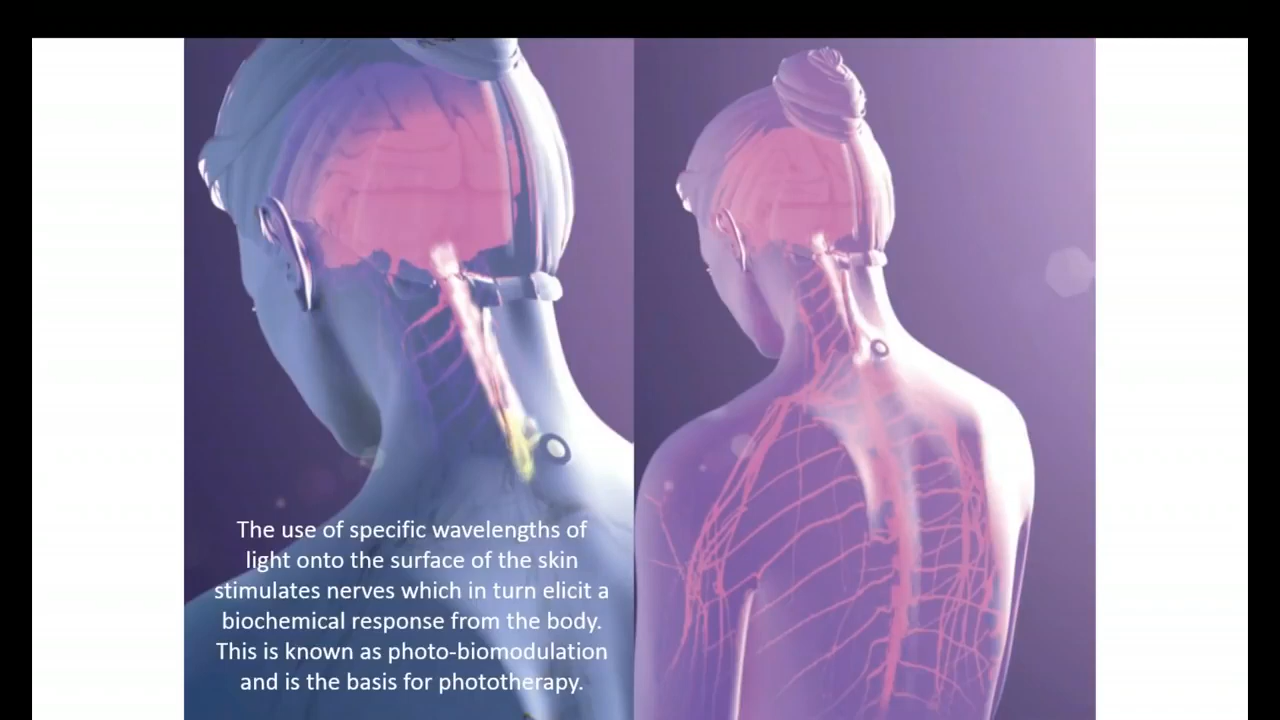 The use of specific wavelengths of
light onto the surface of the skin
stimulates nerves which in turn elicit a
biochemical response from the body.
This is known as photo-biomodulation
and is the basis for phototherapy.